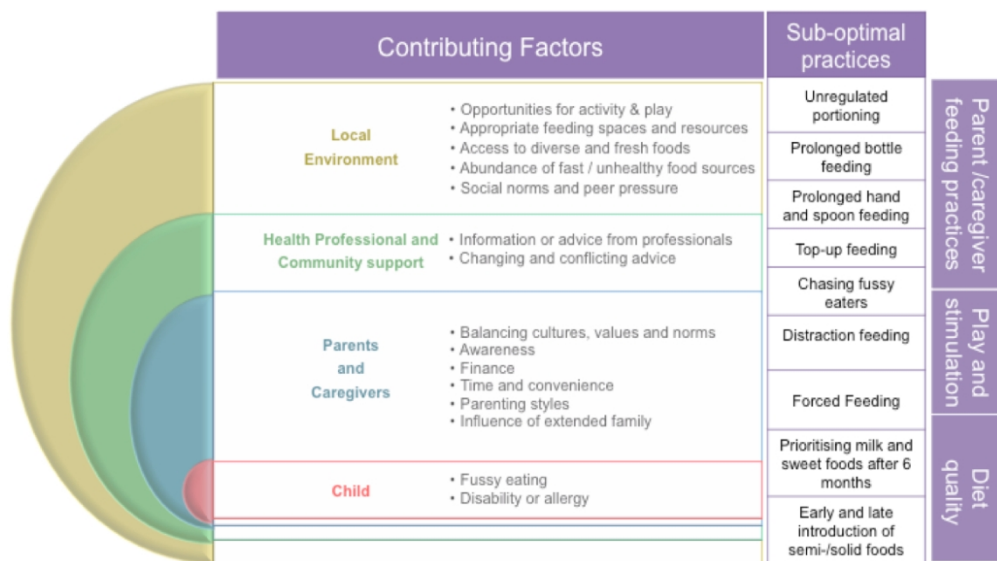 Contributing Factors
Sub-optimal
practices
Local
Environment
• Opportunities for activity & play
• Appropriate feeding spaces and resources
• Access to diverse and fresh foods
• Abundance of fast / unhealthy food sources
• Social norms and peer pressure
Health Professional and
Community support
• Information or advice from professionals
• Changing and conflicting advice
Parents
and
Caregivers
• Balancing cultures, values and norms
• Awareness
• Finance
• Time and convenience
• Parenting styles
• Influence of extended family
Child
• Fussy eating
• Disability or allergy
Unregulated
portioning
Prolonged bottle
feeding
Prolonged hand
and spoon feeding
Top-up feeding
Chasing fussy
eaters
Distraction feeding
Forced Feeding
Prioritising milk and
sweet foods after 6
months
Early and late
introduction of
semi-/solid foods
Parent /caregiver
feeding practices
Play and
stimulation
Diet
quality